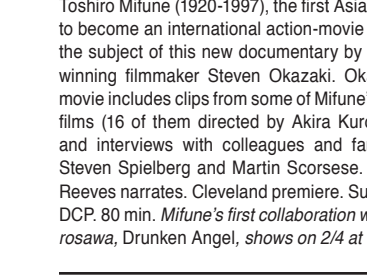 Toshiro Mifune (1920-1997), the first Asia
to become an international action-movie
the subject of this new documentary by
winning filmmaker Steven Okazaki. Ok
movie includes clips from some of Mifune'
films (16 of them directed by Akira Kuro
and interviews with colleagues and fa
Steven Spielberg and Martin Scorsese.
Reeves narrates. Cleveland premiere. Su
DCP. 80 min. Mifune's first collaboration w
rosawa, Drunken Angel, shows on 2/4 at